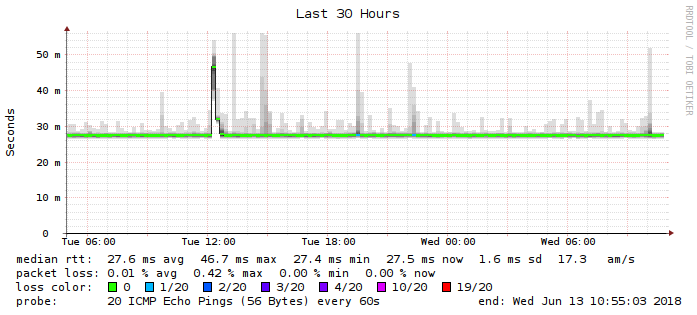 Last 30 Hours
RRDTOOL / TOBI OETIKER
Seconds
50 m
40 m
30 m
20 m
10 m
0
Tue 06:00 Tue 12:00 Tue 18:00 Wed 00:00 Wed 06:00
median rtt: 27.6 ms avg 46.7 ms max 27.4 ms min 27.5 ms now 1.6 ms sd 17.3 am/s
packet loss: 0.01 % avg 0.42 % max 0.00 % min 0.00 % now
loss color: 0 1/20 2/20 3/20 4/20 10/20 19/20
probe: 20 ICMP Echo Pings (56 Bytes) every 60s end: Wed Jun 13 10:55:03 2018